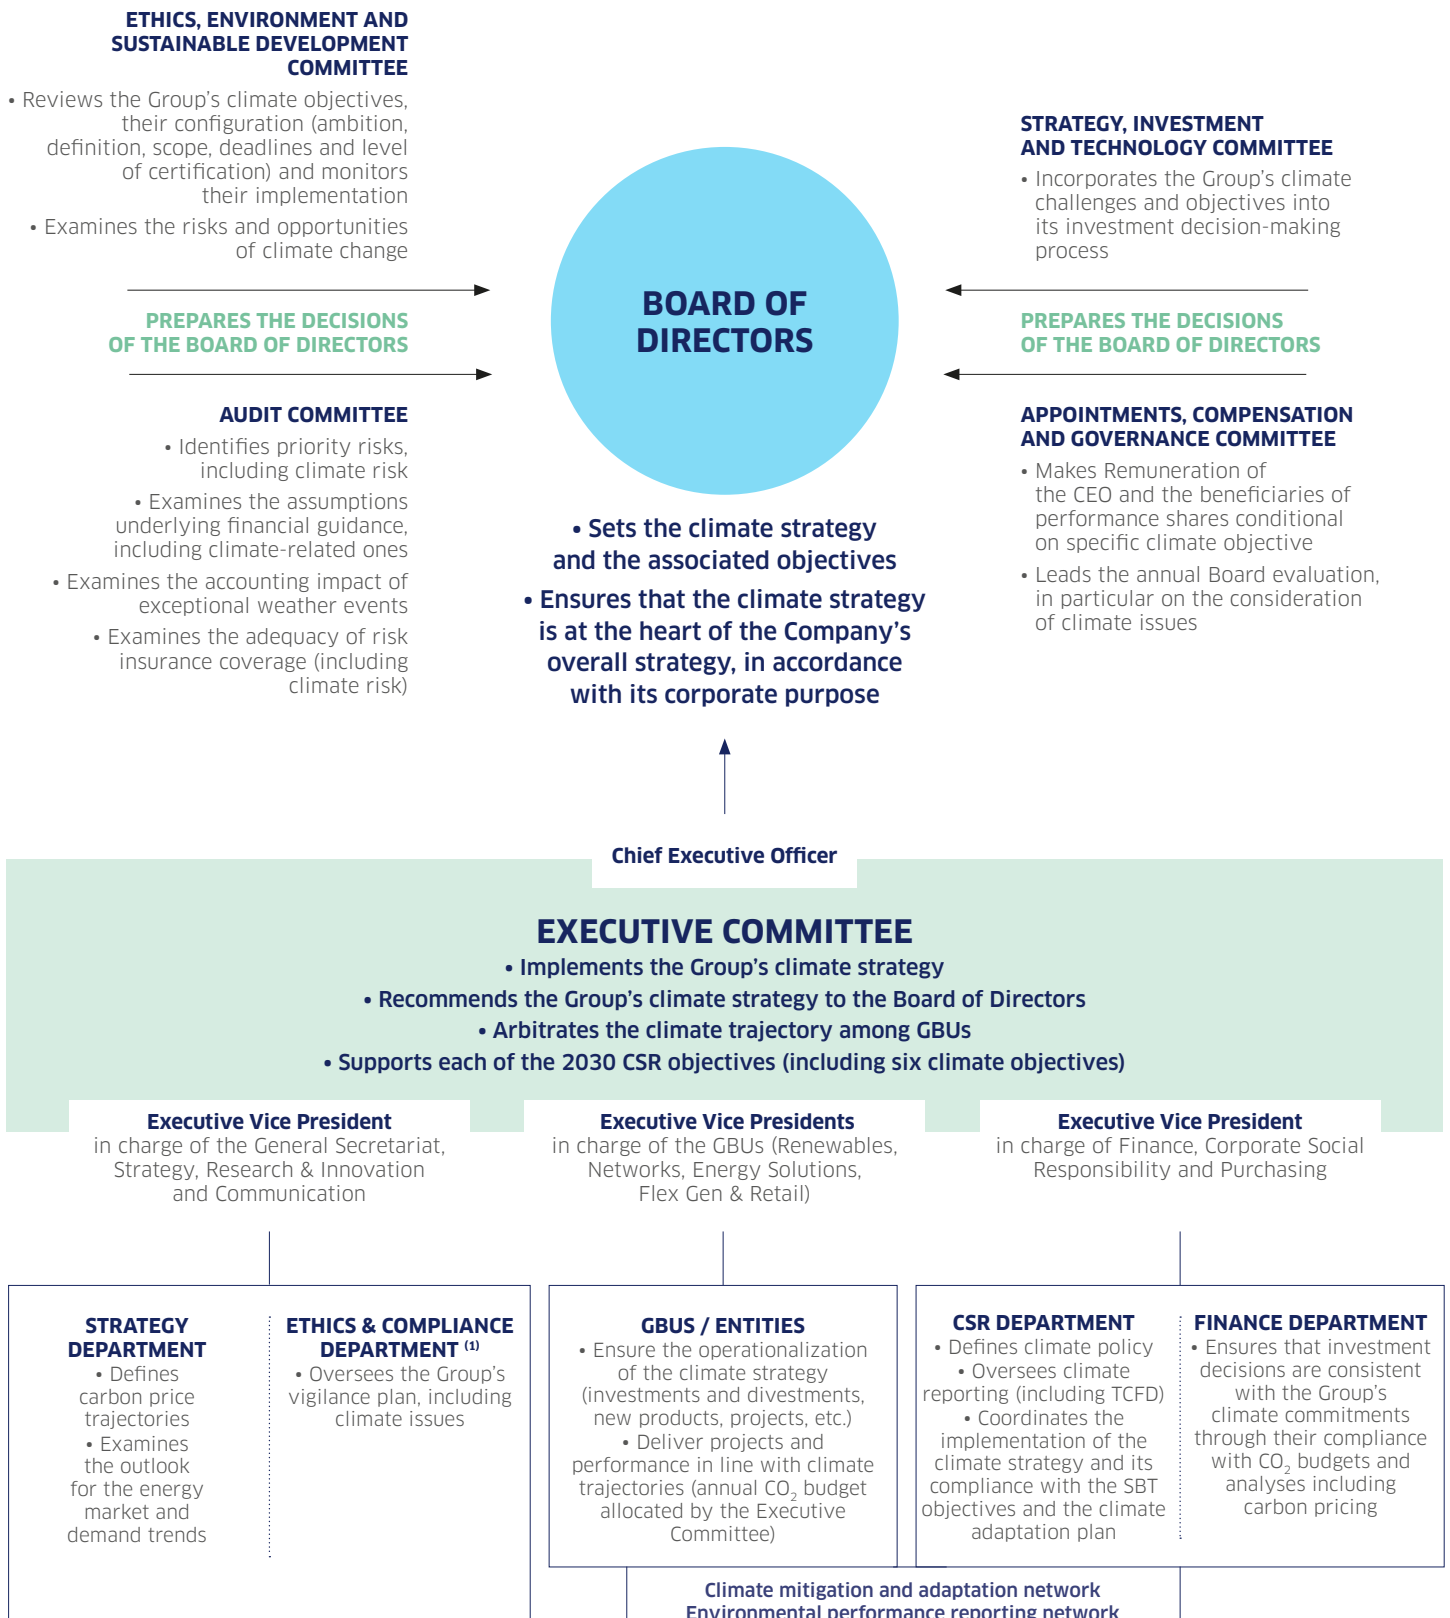 ETHICS, ENVIRONMENT AND
SUSTAINABLE DEVELOPMENT
COMMITTEE
• Reviews the Group's climate objectives,
their configuration (ambition,
definition, scope, deadlines and level
of certification) and monitors
their implementation
• Examines the risks and opportunities
of climate change
PREPARES THE DECISIONS
OF THE BOARD OF DIRECTORS
AUDIT COMMITTEE
• Identifies priority risks,
including climate risk
• Examines the assumptions
underlying financial guidance,
including climate-related ones
• Examines the accounting impact of
exceptional weather events
• Examines the adequacy of risk
insurance coverage (including
climate risk)
BOARD OF
DIRECTORS
• Sets the climate strategy
and the associated objectives
• Ensures that the climate strategy
is at the heart of the Company's
overall strategy, in accordance
with its corporate purpose
STRATEGY, INVESTMENT
AND TECHNOLOGY COMMITTEE
• Incorporates the Group's climate
challenges and objectives into
its investment decision-making
process
PREPARES THE DECISIONS
OF THE BOARD OF DIRECTORS
APPOINTMENTS, COMPENSATION
AND GOVERNANCE COMMITTEE
• Makes Remuneration of
the CEO and the beneficiaries of
performance shares conditional
on specific climate objective
• Leads the annual Board evaluation,
in particular on the consideration
of climate issues
Chief Executive Officer
EXECUTIVE COMMITTEE
• Implements the Group's climate strategy
• Recommends the Group's climate strategy to the Board of Directors
• Arbitrates the climate trajectory among GBUs
• Supports each of the 2030 CSR objectives (including six climate objectives)
Executive Vice President
in charge of the General Secretariat,
Strategy, Research & Innovation
and Communication
Executive Vice Presidents
in charge of the GBUs (Renewables,
Networks, Energy Solutions,
Flex Gen & Retail)
Executive Vice President
in charge of Finance, Corporate Social
Responsibility and Purchasing
STRATEGY
DEPARTMENT
• Defines
carbon price
trajectories
• Examines
the outlook
for the energy
market and
demand trends
ETHICS & COMPLIANCE
DEPARTMENT (1)
• Oversees the Group's
vigilance plan, including
climate issues
GBUS / ENTITIES
• Ensure the operationalization
of the climate strategy
(investments and divestments,
new products, projects, etc.)
• Deliver projects and
performance in line with climate
trajectories (annual CO₂ budget
allocated by the Executive
Committee)
CSR DEPARTMENT
• Defines climate policy
• Oversees climate
reporting (including TCFD)
• Coordinates the
implementation of the
climate strategy and its
compliance with the SBT
objectives and the climate
adaptation plan
FINANCE DEPARTMENT
• Ensures that investment
decisions are consistent
with the Group's
climate commitments
through their compliance
with CO₂ budgets and
analyses including
carbon pricing
Climate mitigation and adaptation network
Environmental performance reporting network